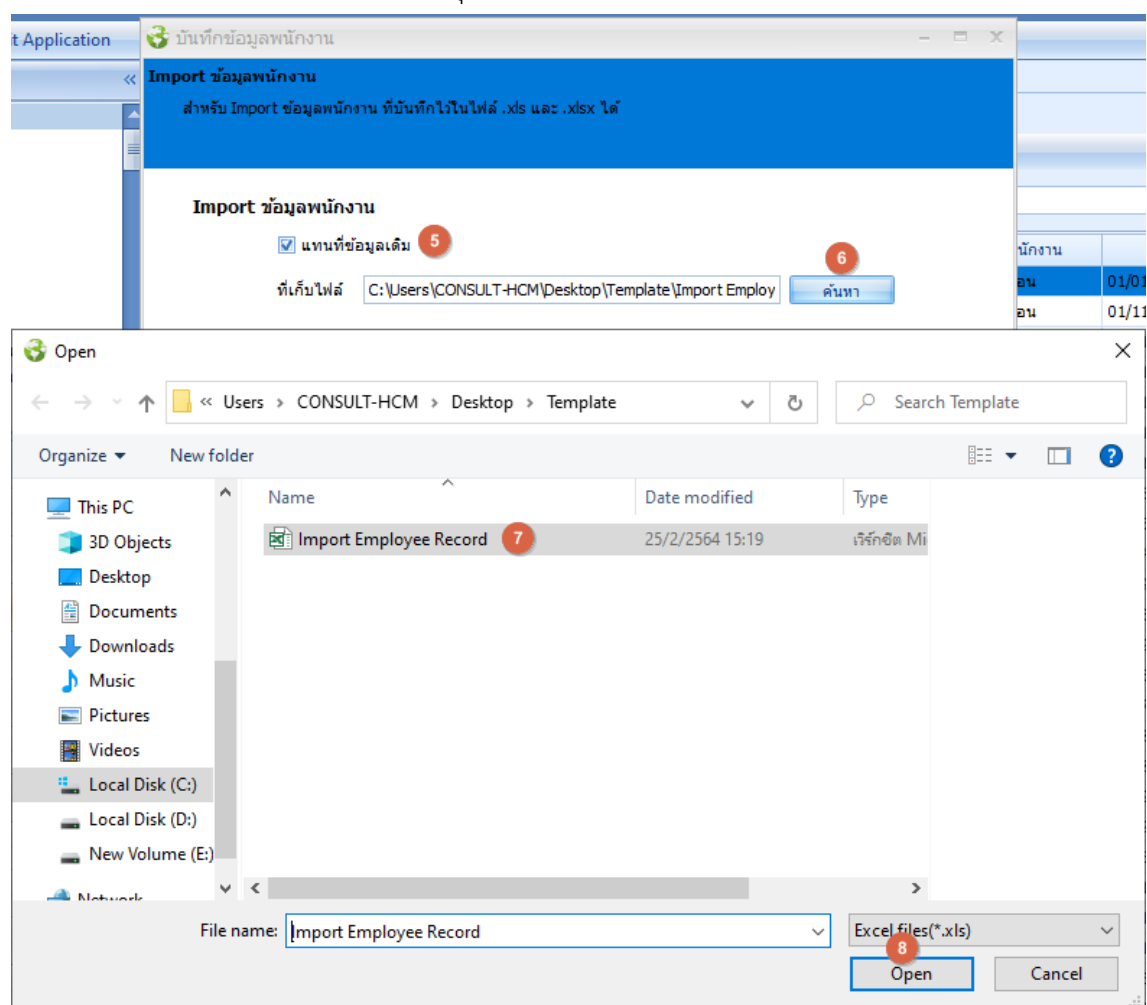 t Application
บันทึกข้อมูลพนักงาน
Import ข้อมูลพนักงาน
สำหรับ Import ข้อมูลพนักงาน ที่บันทึกไว้ในไฟล์ .xls และ .xlsx ได้
Import ข้อมูลพนักงาน
แทนที่ข้อมูลเดิม 5
6
ที่เก็บไฟล์ C:\Users\CONSULT-HCM\Desktop\Template\Import Employ ค้นหา
นักงาน
อน 01/01
อน 01/11
Open
« Users > CONSULT-HCM > Desktop > Template
Search Template
Organize New folder
This PC
3D Objects
Desktop
Documents
Downloads
Music
Pictures
Videos
Local Disk (C:)
Local Disk (D:)
New Volume (E:)
Network
Name Date modified Type
Import Employee Record 7 25/2/2564 15:19 เวิร์กชีต Mi
File name: Import Employee Record Excel files(*.xls)
8
Open Cancel